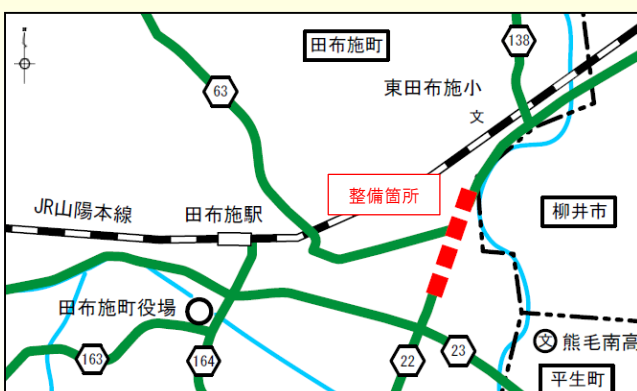 田布施町
138
63
東田布施小
文
整備箇所
JR山陽本線
田布施駅
柳井市
田布施町役場
文
熊毛南高
163
164
22
23
平生町